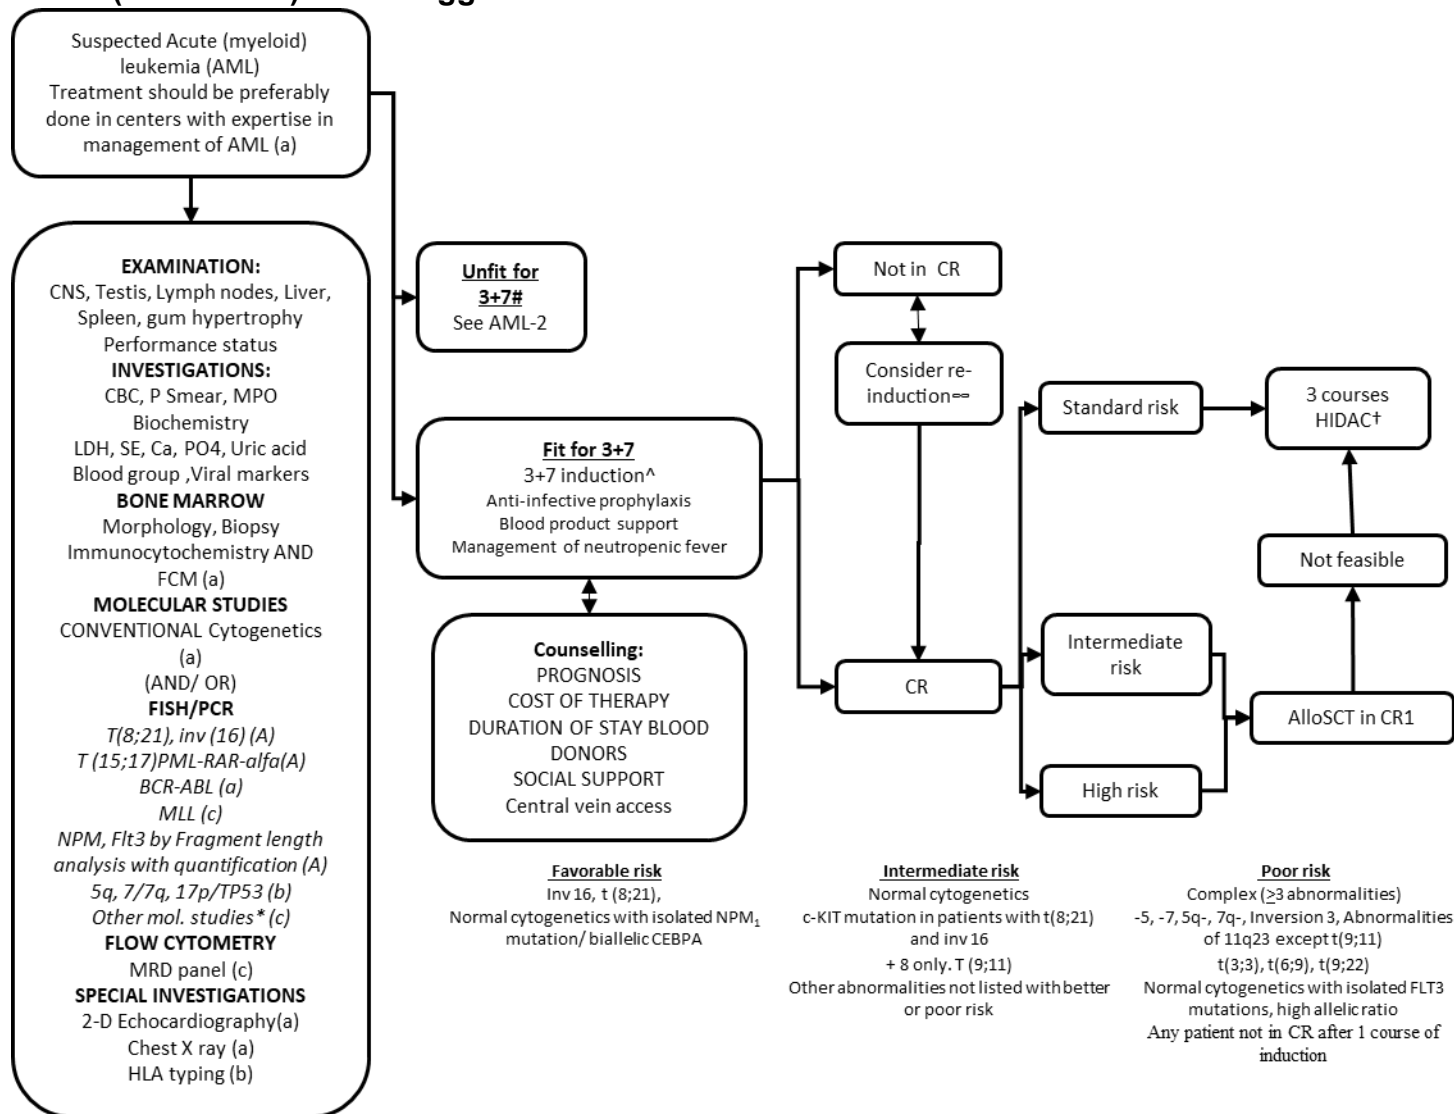 Suspected Acute (myeloid)
leukemia (AML)
Treatment should be preferably
done in centers with expertise in
management of AML (a)
EXAMINATION:
CNS, Testis, Lymph nodes, Liver,
Spleen, gum hypertrophy
Performance status
INVESTIGATIONS:
CBC, P Smear, MPO
Biochemistry
LDH, SE, Ca, PO4, Uric acid
Blood group ,Viral markers
BONE MARROW
Morphology, Biopsy
Immunocytochemistry AND
FCM (a)
MOLECULAR STUDIES
CONVENTIONAL Cytogenetics
(a)
(AND/ OR)
FISH/PCR
T(8;21), inv (16) (A)
T (15;17)PML-RAR-alfa(A)
BCR-ABL (a)
MLL (c)
NPM, Flt3 by Fragment length
analysis with quantification (A)
5q, 7/7q, 17p/TP53 (b)
Other mol. studies* (c)
FLOW CYTOMETRY
MRD panel (c)
SPECIAL INVESTIGATIONS
2-D Echocardiography(a)
Chest X ray (a)
HLA typing (b)
Unfit for
3+7#
See AML-2
Fit for 3+7
3+7 induction^
Anti-infective prophylaxis
Blood product support
Management of neutropenic fever
Counselling:
PROGNOSIS
COST OF THERAPY
DURATION OF STAY BLOOD
DONORS
SOCIAL SUPPORT
Central vein access
Not in CR
Consider re-
induction∞
CR
Standard risk
Intermediate
risk
High risk
3 courses
HIDAC†
Not feasible
AlloSCT in CR1
Favorable risk
Inv 16, t (8;21),
Normal cytogenetics with isolated NPM1
mutation/ biallelic CEBPA
Intermediate risk
Normal cytogenetics
c-KIT mutation in patients with t(8;21)
and inv 16
+ 8 only. T (9;11)
Other abnormalities not listed with better
or poor risk
Poor risk
Complex (≥3 abnormalities)
-5, -7, 5q-, 7q-, Inversion 3, Abnormalities
of 11q23 except t(9;11)
t(3;3), t(6;9), t(9;22)
Normal cytogenetics with isolated FLT3
mutations, high allelic ratio
Any patient not in CR after 1 course of
induction